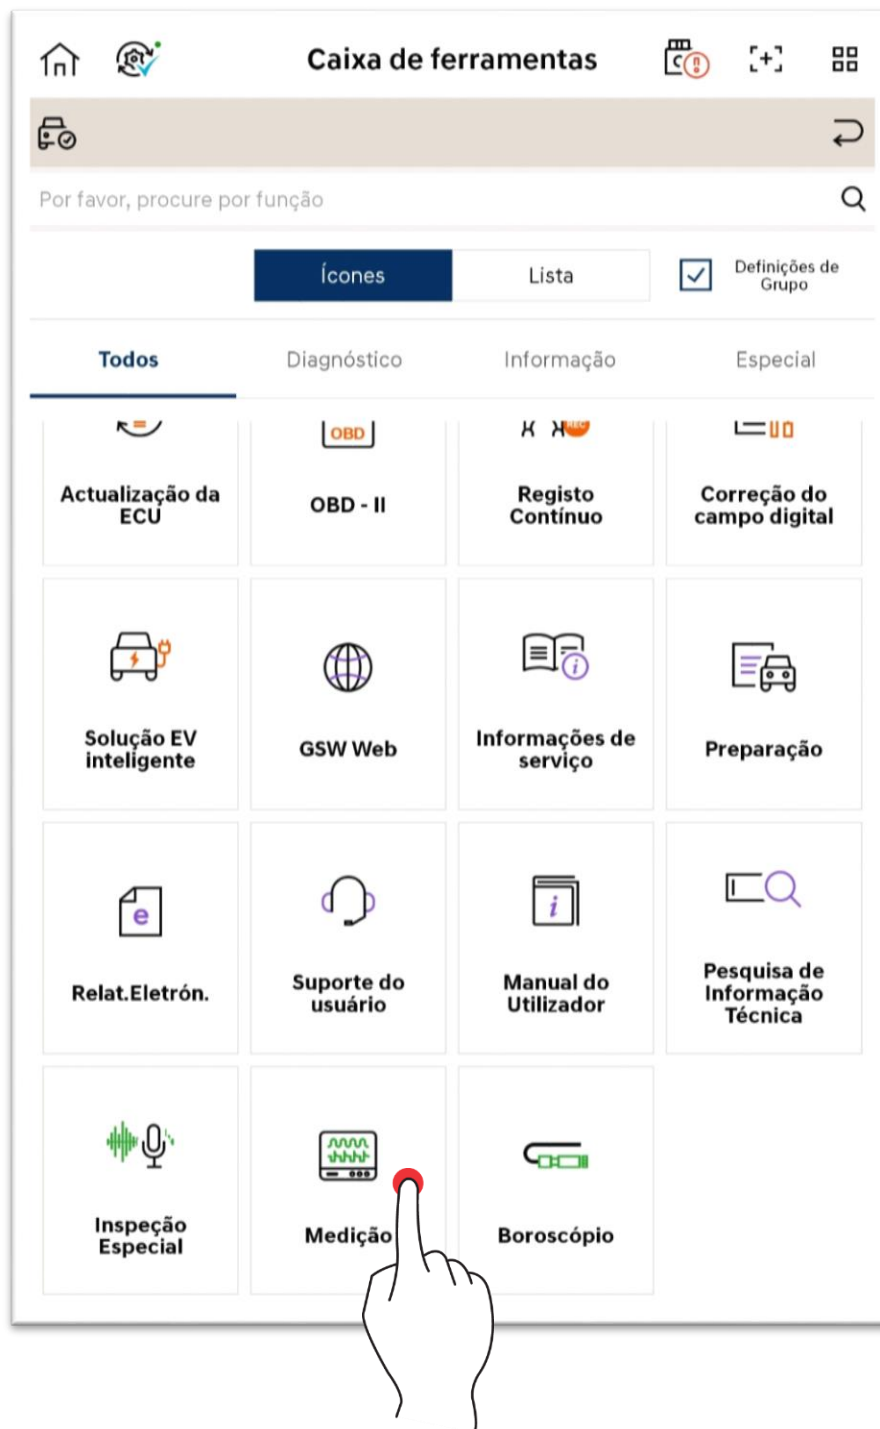 Caixa de ferramentas
Por favor, procure por função
Ícones
Lista
Definições de
Grupo
Todos
Diagnóstico
Informação
Especial
OBD
REC
Actualização da
ECU
OBD - II
Registo
Contínuo
Correção do
campo digital
Solução EV
inteligente
GSW Web
Informações de
serviço
Preparação
e
i
Relat.Eletrón.
Suporte do
usuário
Manual do
Utilizador
Pesquisa de
Informação
Técnica
Inspeção
Especial
Medição
Boroscópio